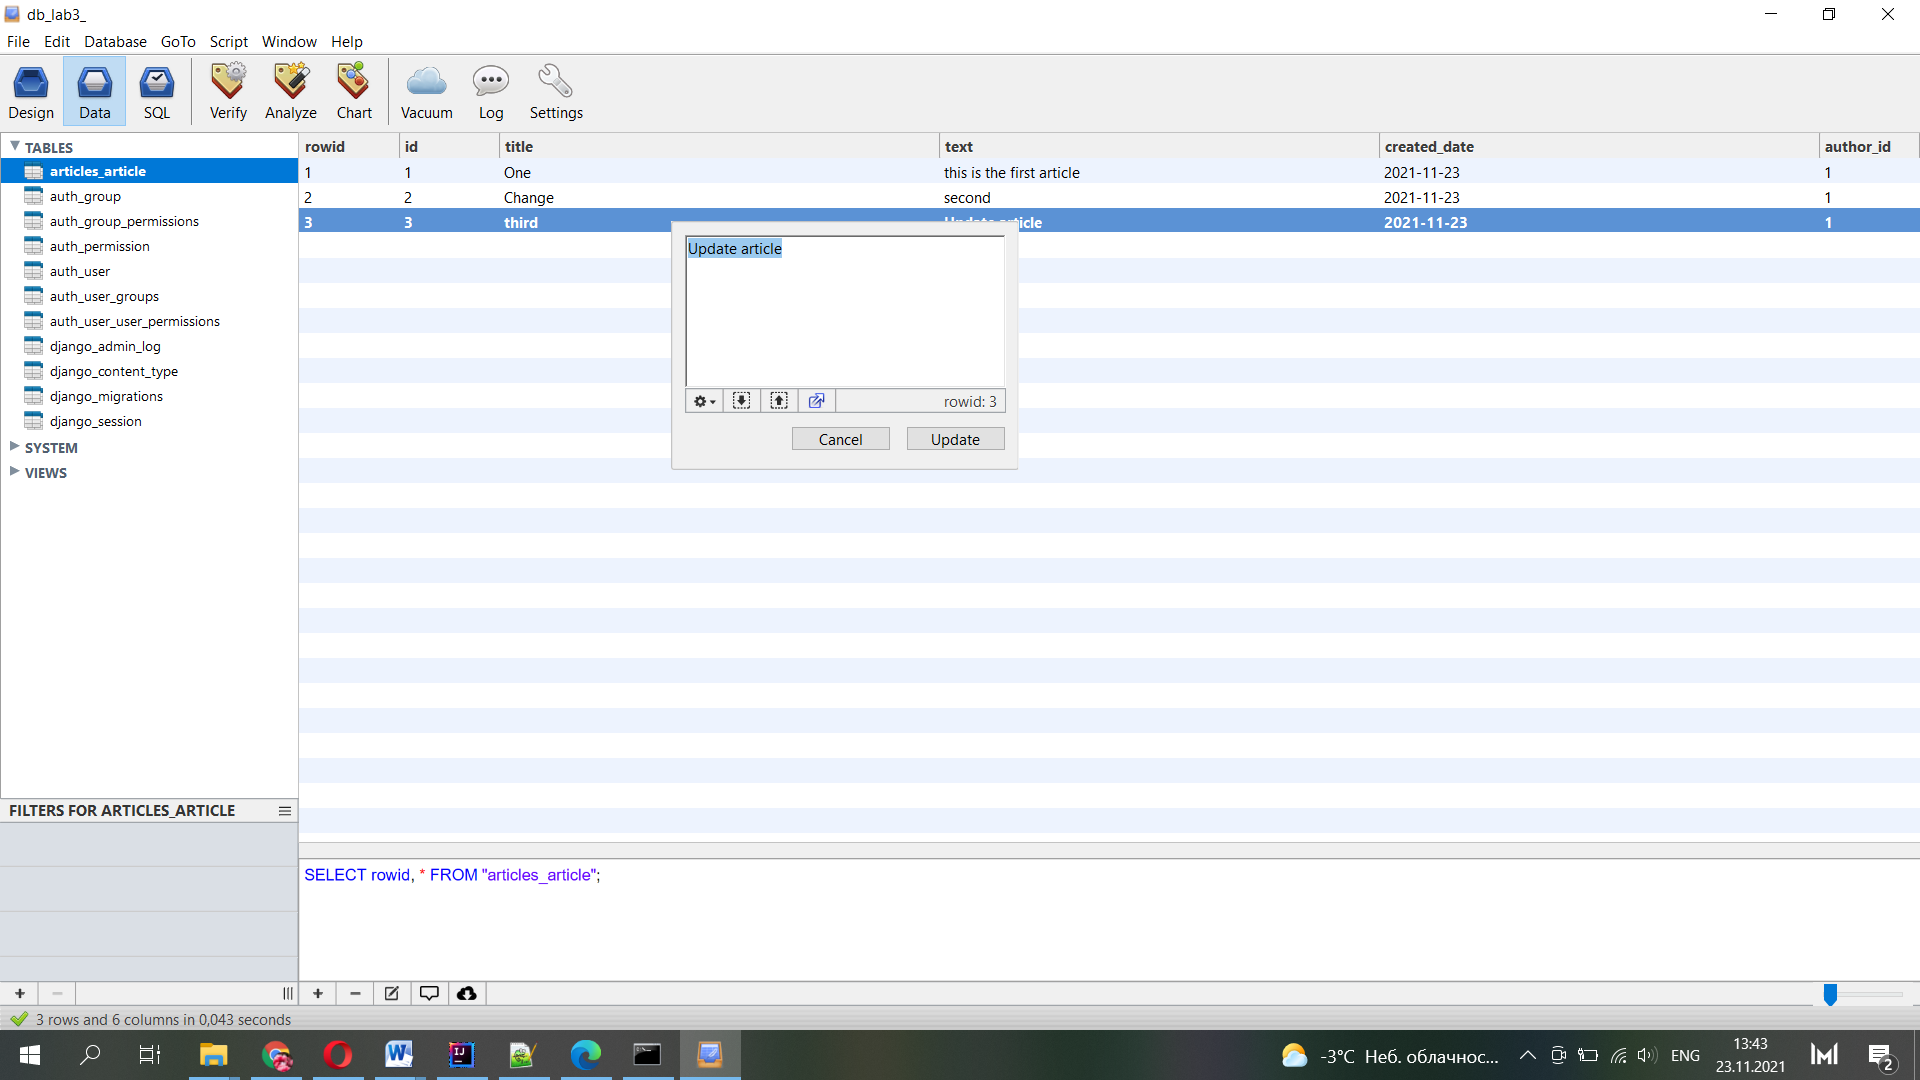 db_lab3_
File Edit Database GoTo Script Window Help
Design Data SQL Verify Analyze Chart Vacuum Log Settings
TABLES
articles_article
auth_group
auth_group_permissions
auth_permission
auth_user
auth_user_groups
auth_user_user_permissions
django_admin_log
django_content_type
django_migrations
django_session
SYSTEM
VIEWS
rowid id title text created_date author_id
1 1 One this is the first article 2021-11-23 1
2 2 Change second 2021-11-23 1
3 3 third Update article 2021-11-23 1
Update article
rowid: 3
Cancel Update
FILTERS FOR ARTICLES_ARTICLE
SELECT rowid, * FROM "articles_article";
3 rows and 6 columns in 0,043 seconds
-3°C Неб. облачнос... ENG 13:43
23.11.2021
2